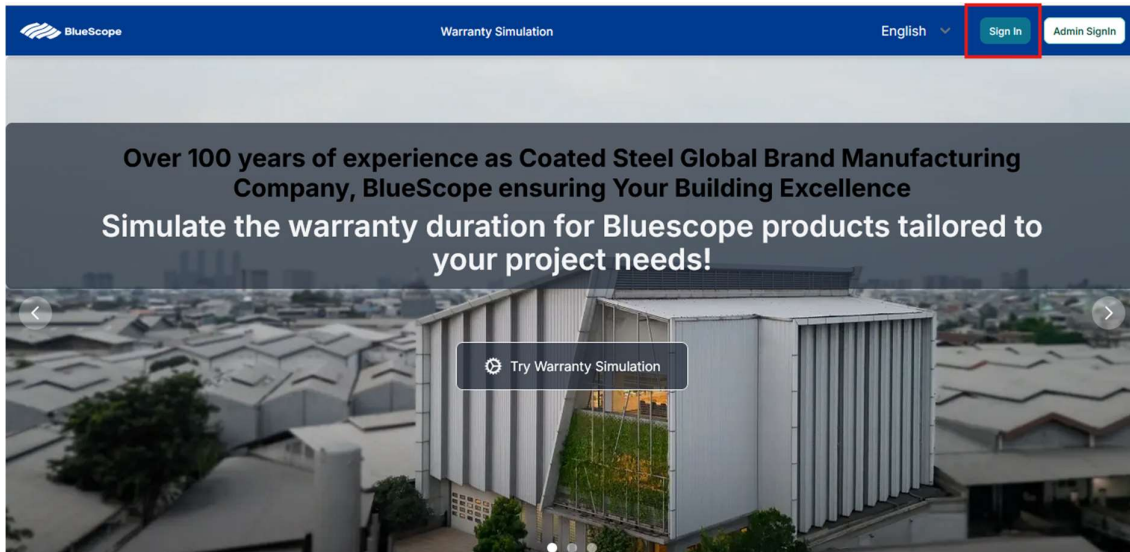 BlueScope
Warranty Simulation
English
Sign In
Admin SignIn
Over 100 years of experience as Coated Steel Global Brand Manufacturing
Company, BlueScope ensuring Your Building Excellence
Simulate the warranty duration for Bluescope products tailored to
your project needs!
Try Warranty Simulation